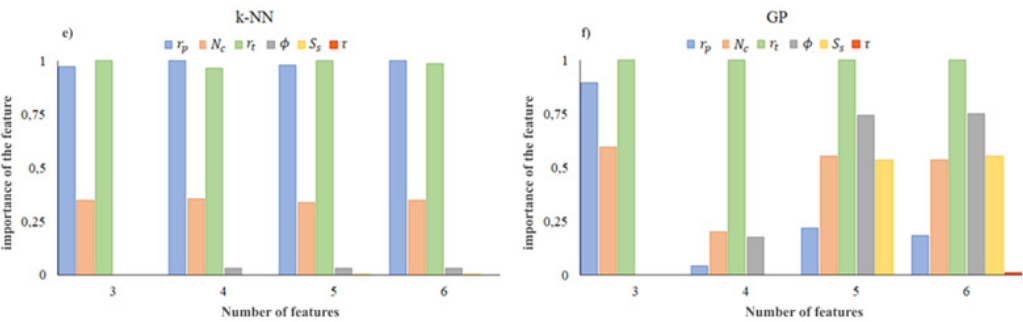 k-NN
e)
r_p N_c r_t ϕ S_s τ
1
0,75
0,5
0,25
0
importance of the feature
3 4 5 6
Number of features
GP
f)
r_p N_c r_t ϕ S_s τ
1
0,75
0,5
0,25
0
importance of the feature
3 4 5 6
Number of features